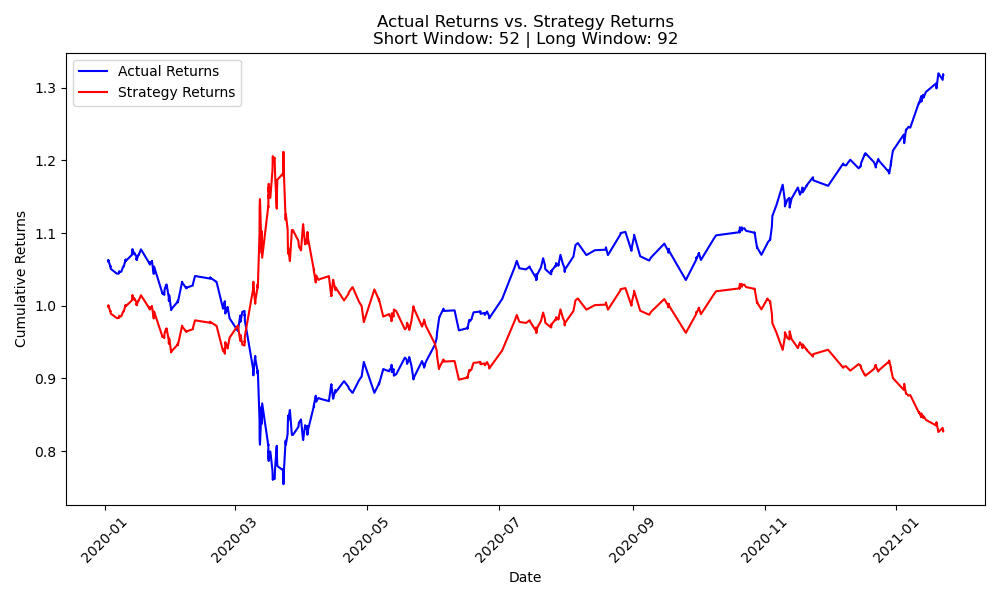 Actual Returns vs. Strategy Returns
Short Window: 52 | Long Window: 92
Actual Returns
Strategy Returns
Cumulative Returns
1.3
1.2
1.1
1.0
0.9
0.8
2020-01
2020-03
2020-05
2020-07
2020-09
2020-11
2021-01
Date